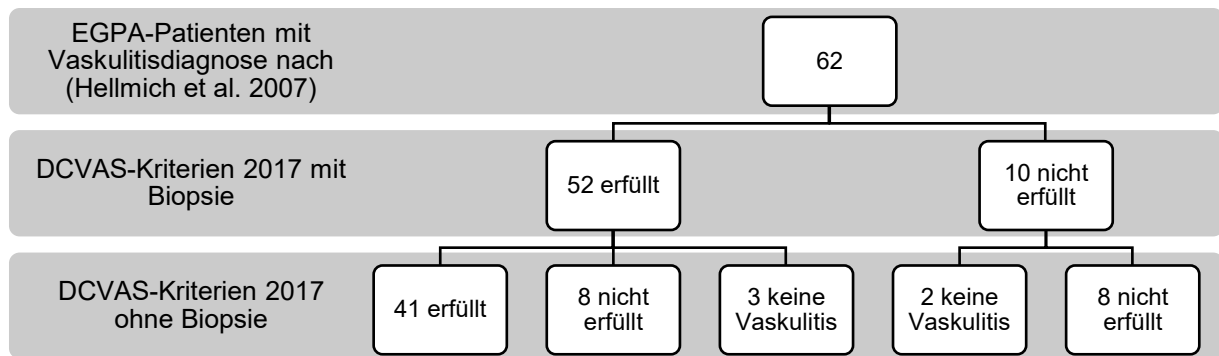 EGPA-Patienten mit
Vaskulitisdiagnose nach
(Hellmich et al. 2007)
62
DCVAS-Kriterien 2017 mit
Biopsie
52 erfüllt
10 nicht
erfüllt
DCVAS-Kriterien 2017
ohne Biopsie
41 erfüllt
8 nicht
erfüllt
3 keine
Vaskulitis
2 keine
Vaskulitis
8 nicht
erfüllt